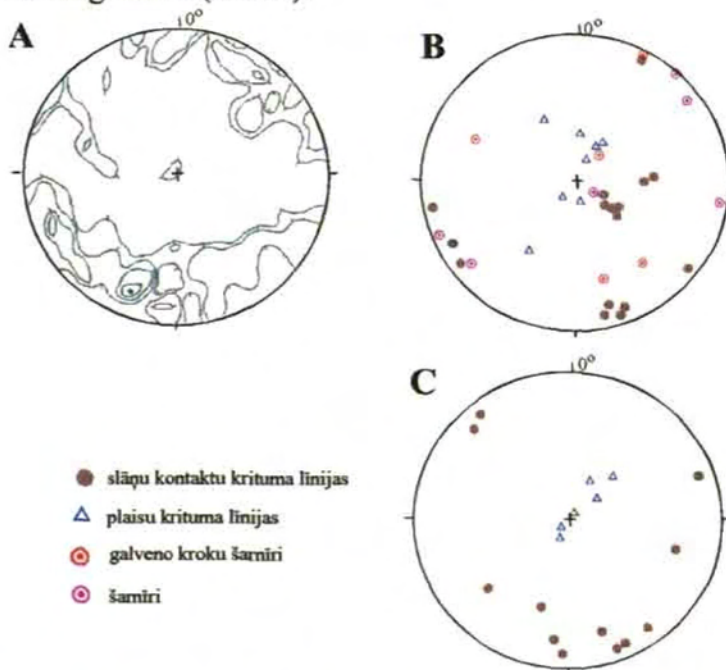 A
10°
B
10°
C
10°
slāņu kontaktu krituma līnijas
plaisu krituma līnijas
galveno kroku šarnīri
šarnīri